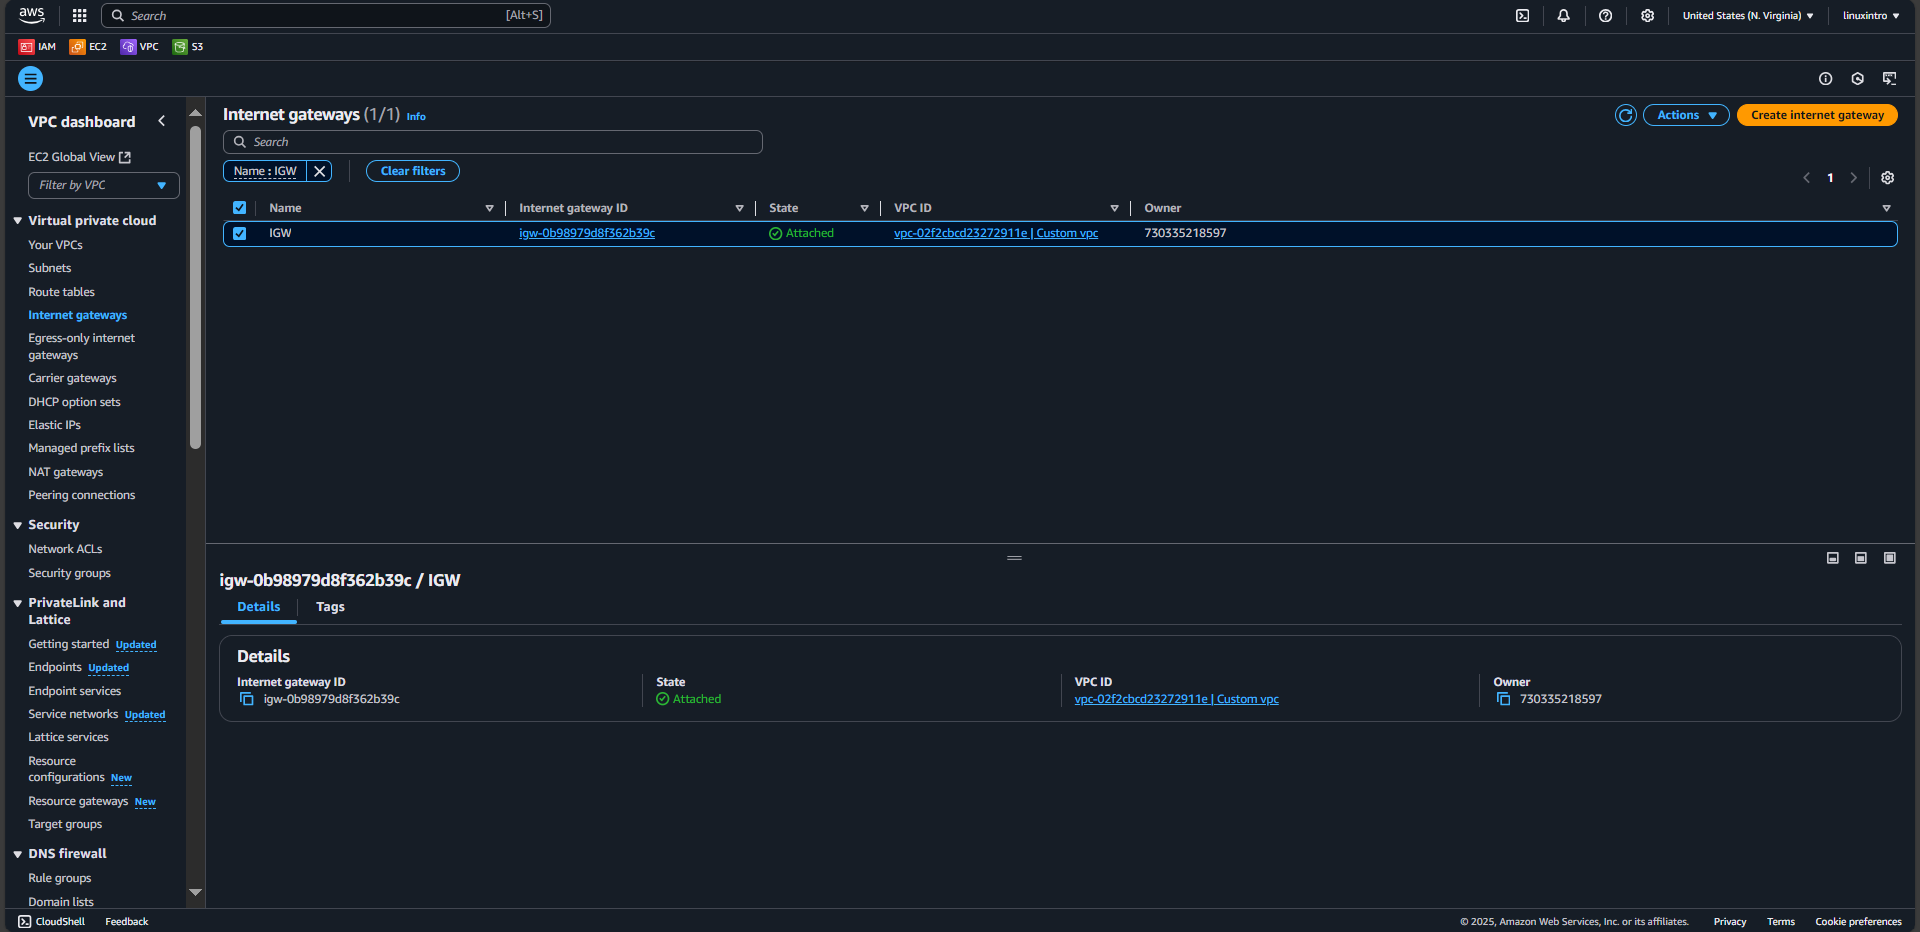 aws Search [Alt+S] United States (N. Virginia) linuxintro
IAM EC2 VPC S3
VPC dashboard
EC2 Global View
Filter by VPC
Virtual private cloud
Your VPCs
Subnets
Route tables
Internet gateways
Egress-only internet
gateways
Carrier gateways
DHCP option sets
Elastic IPs
Managed prefix lists
NAT gateways
Peering connections
Security
Network ACLs
Security groups
PrivateLink and
Lattice
Getting started Updated
Endpoints Updated
Endpoint services
Service networks Updated
Lattice services
Resource
configurations New
Resource gateways New
Target groups
DNS firewall
Rule groups
Domain lists
Internet gateways (1/1) Info
Actions Create internet gateway
Search
Name : IGW Clear filters
1
Name Internet gateway ID State VPC ID Owner
IGW igw-0b98979d8f362b39c Attached vpc-02f2cbcd23272911e | Custom vpc 730335218597
igw-0b98979d8f362b39c / IGW
Details Tags
Details
Internet gateway ID State VPC ID Owner
igw-0b98979d8f362b39c Attached vpc-02f2cbcd23272911e | Custom vpc 730335218597
CloudShell Feedback © 2025, Amazon Web Services, Inc. or its affiliates. Privacy Terms Cookie preferences